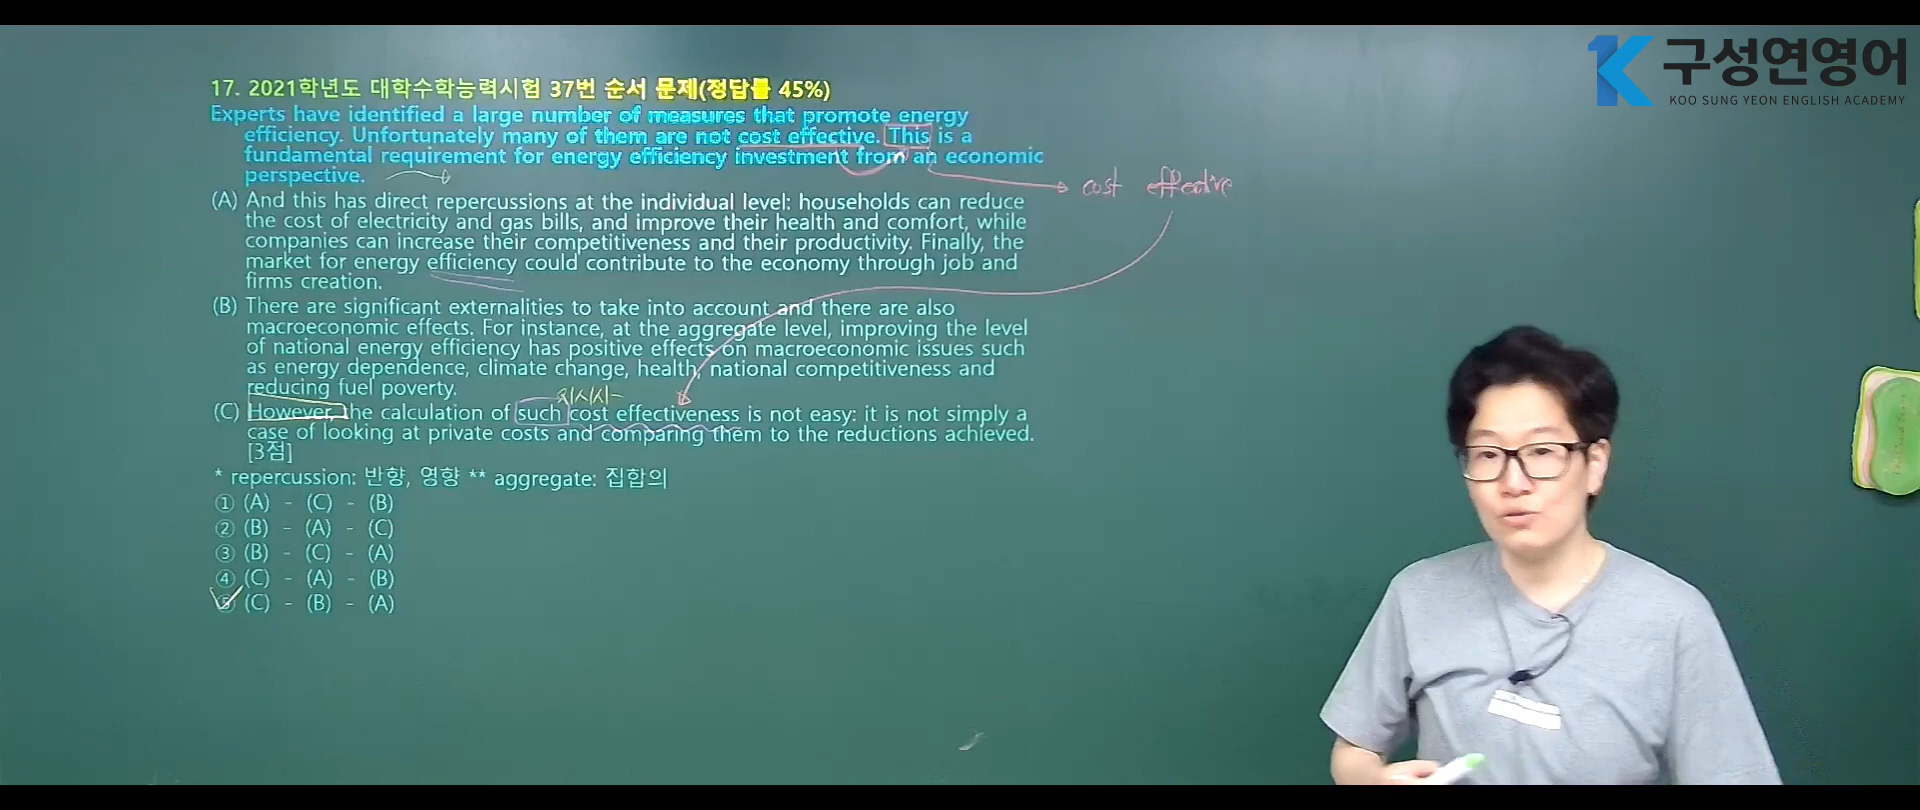 구성연영어
KOO SUNG YEON ENGLISH ACADEMY
17. 2021학년도 대학수학능력시험 37번 순서 문제(정답률 45%)
Experts have identified a large number of measures that promote energy
efficiency. Unfortunately many of them are not cost effective. This is a
fundamental requirement for energy efficiency investment from an economic
perspective.
cost effective
(A) And this has direct repercussions at the individual level: households can reduce
the cost of electricity and gas bills, and improve their health and comfort, while
companies can increase their competitiveness and their productivity. Finally, the
market for energy efficiency could contribute to the economy through job and
firms creation.
(B) There are significant externalities to take into account and there are also
macroeconomic effects. For instance, at the aggregate level, improving the level
of national energy efficiency has positive effects on macroeconomic issues such
as energy dependence, climate change, health, national competitiveness and
reducing fuel poverty.
(C) However, the calculation of such cost effectiveness is not easy: it is not simply a
case of looking at private costs and comparing them to the reductions achieved.
[3점]
* repercussion: 반향, 영향 ** aggregate: 집합의
① (A) - (C) - (B)
② (B) - (A) - (C)
③ (B) - (C) - (A)
④ (C) - (A) - (B)
⑤ (C) - (B) - (A)